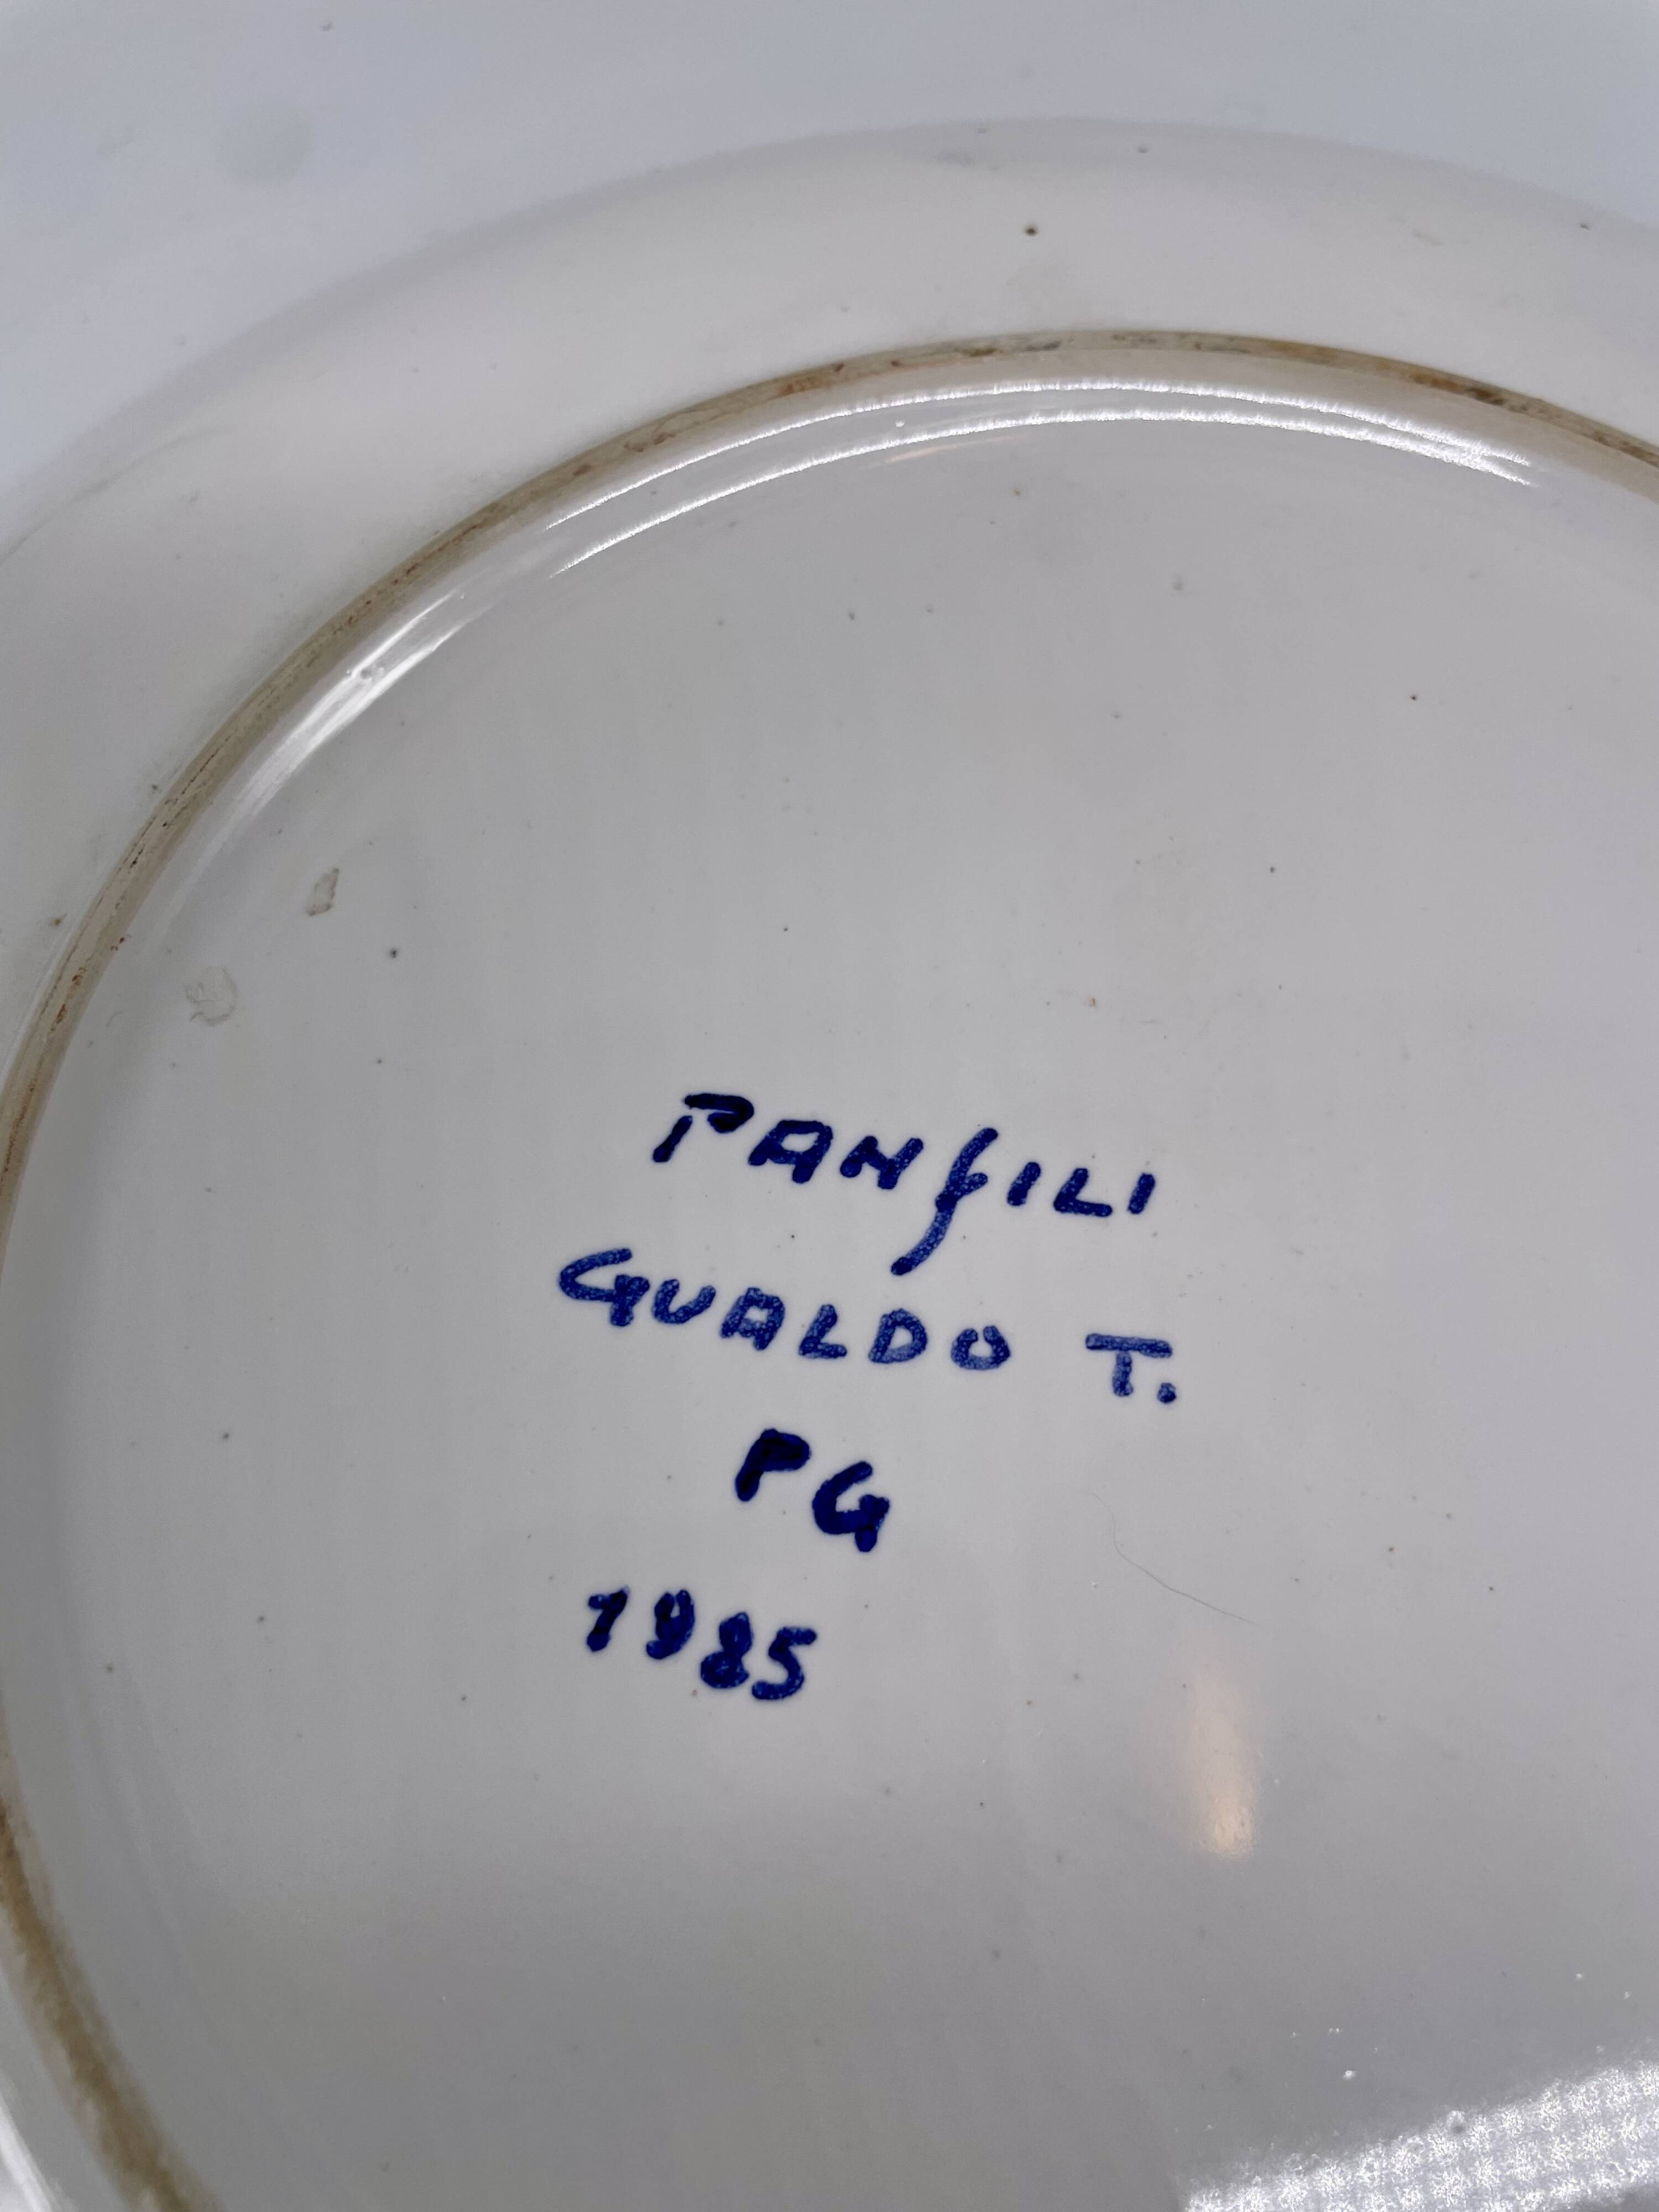 PANfILI
GUALDO T.
PG
1985